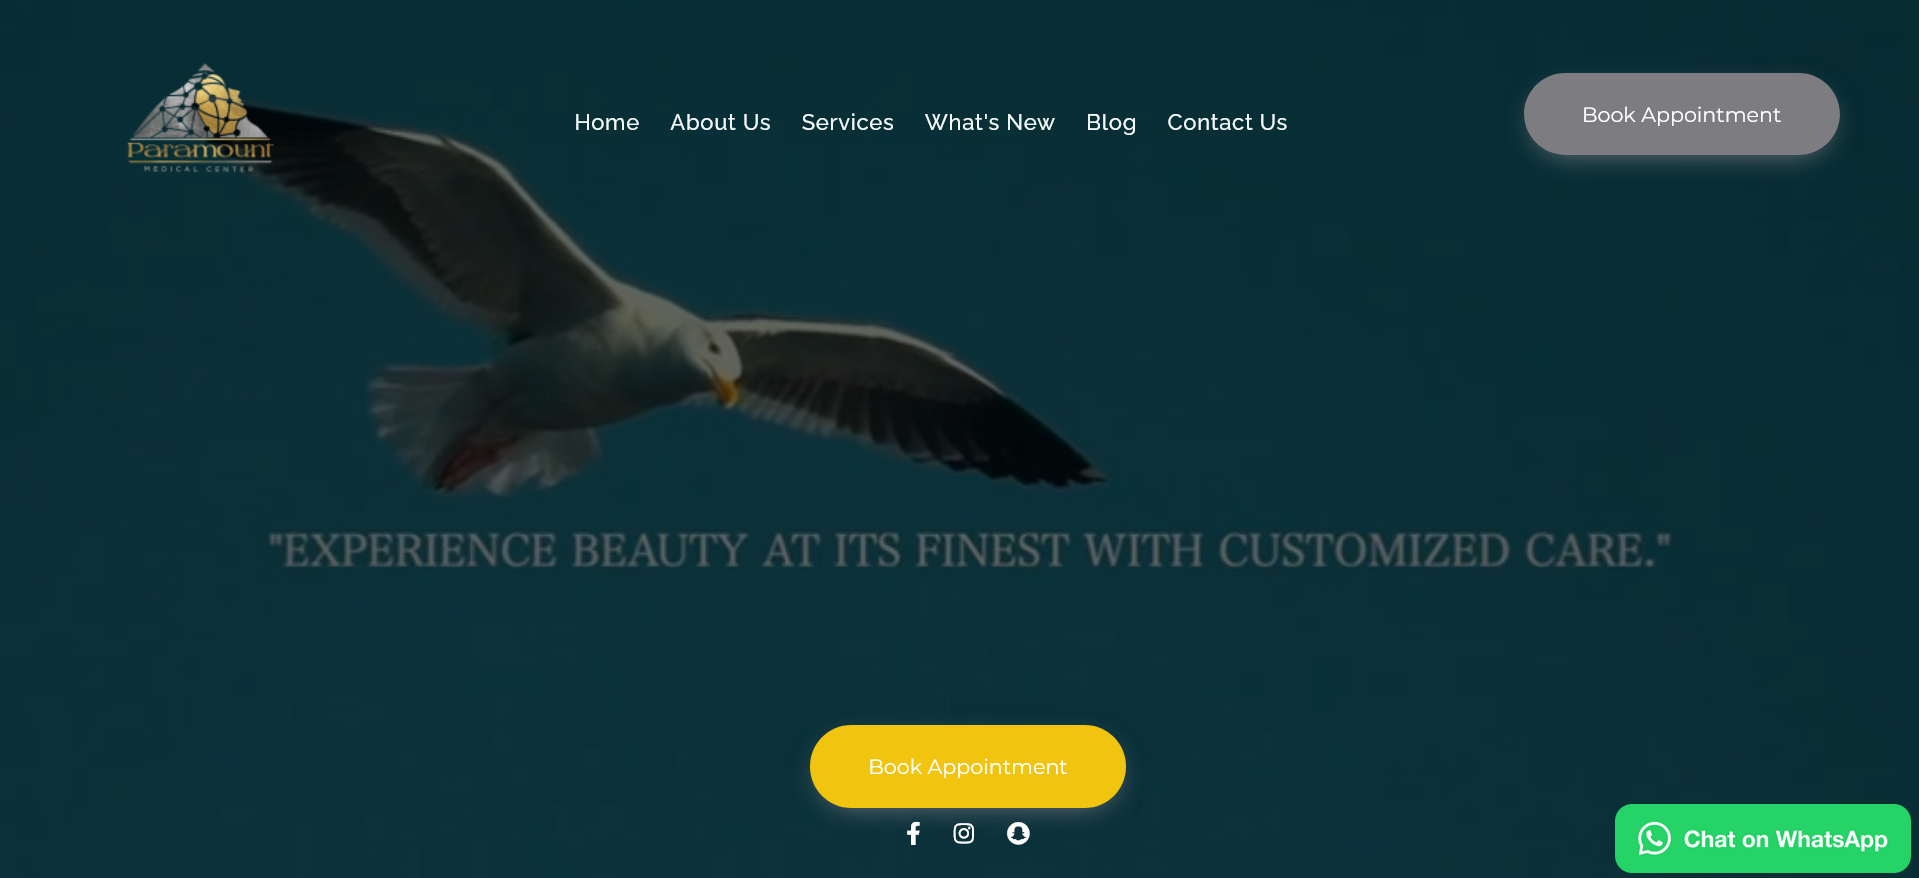 Paramount
MEDICAL CENTER
Home
About Us
Services
What's New
Blog
Contact Us
Book Appointment
"EXPERIENCE BEAUTY AT ITS FINEST WITH CUSTOMIZED CARE."
Book Appointment
Chat on WhatsApp